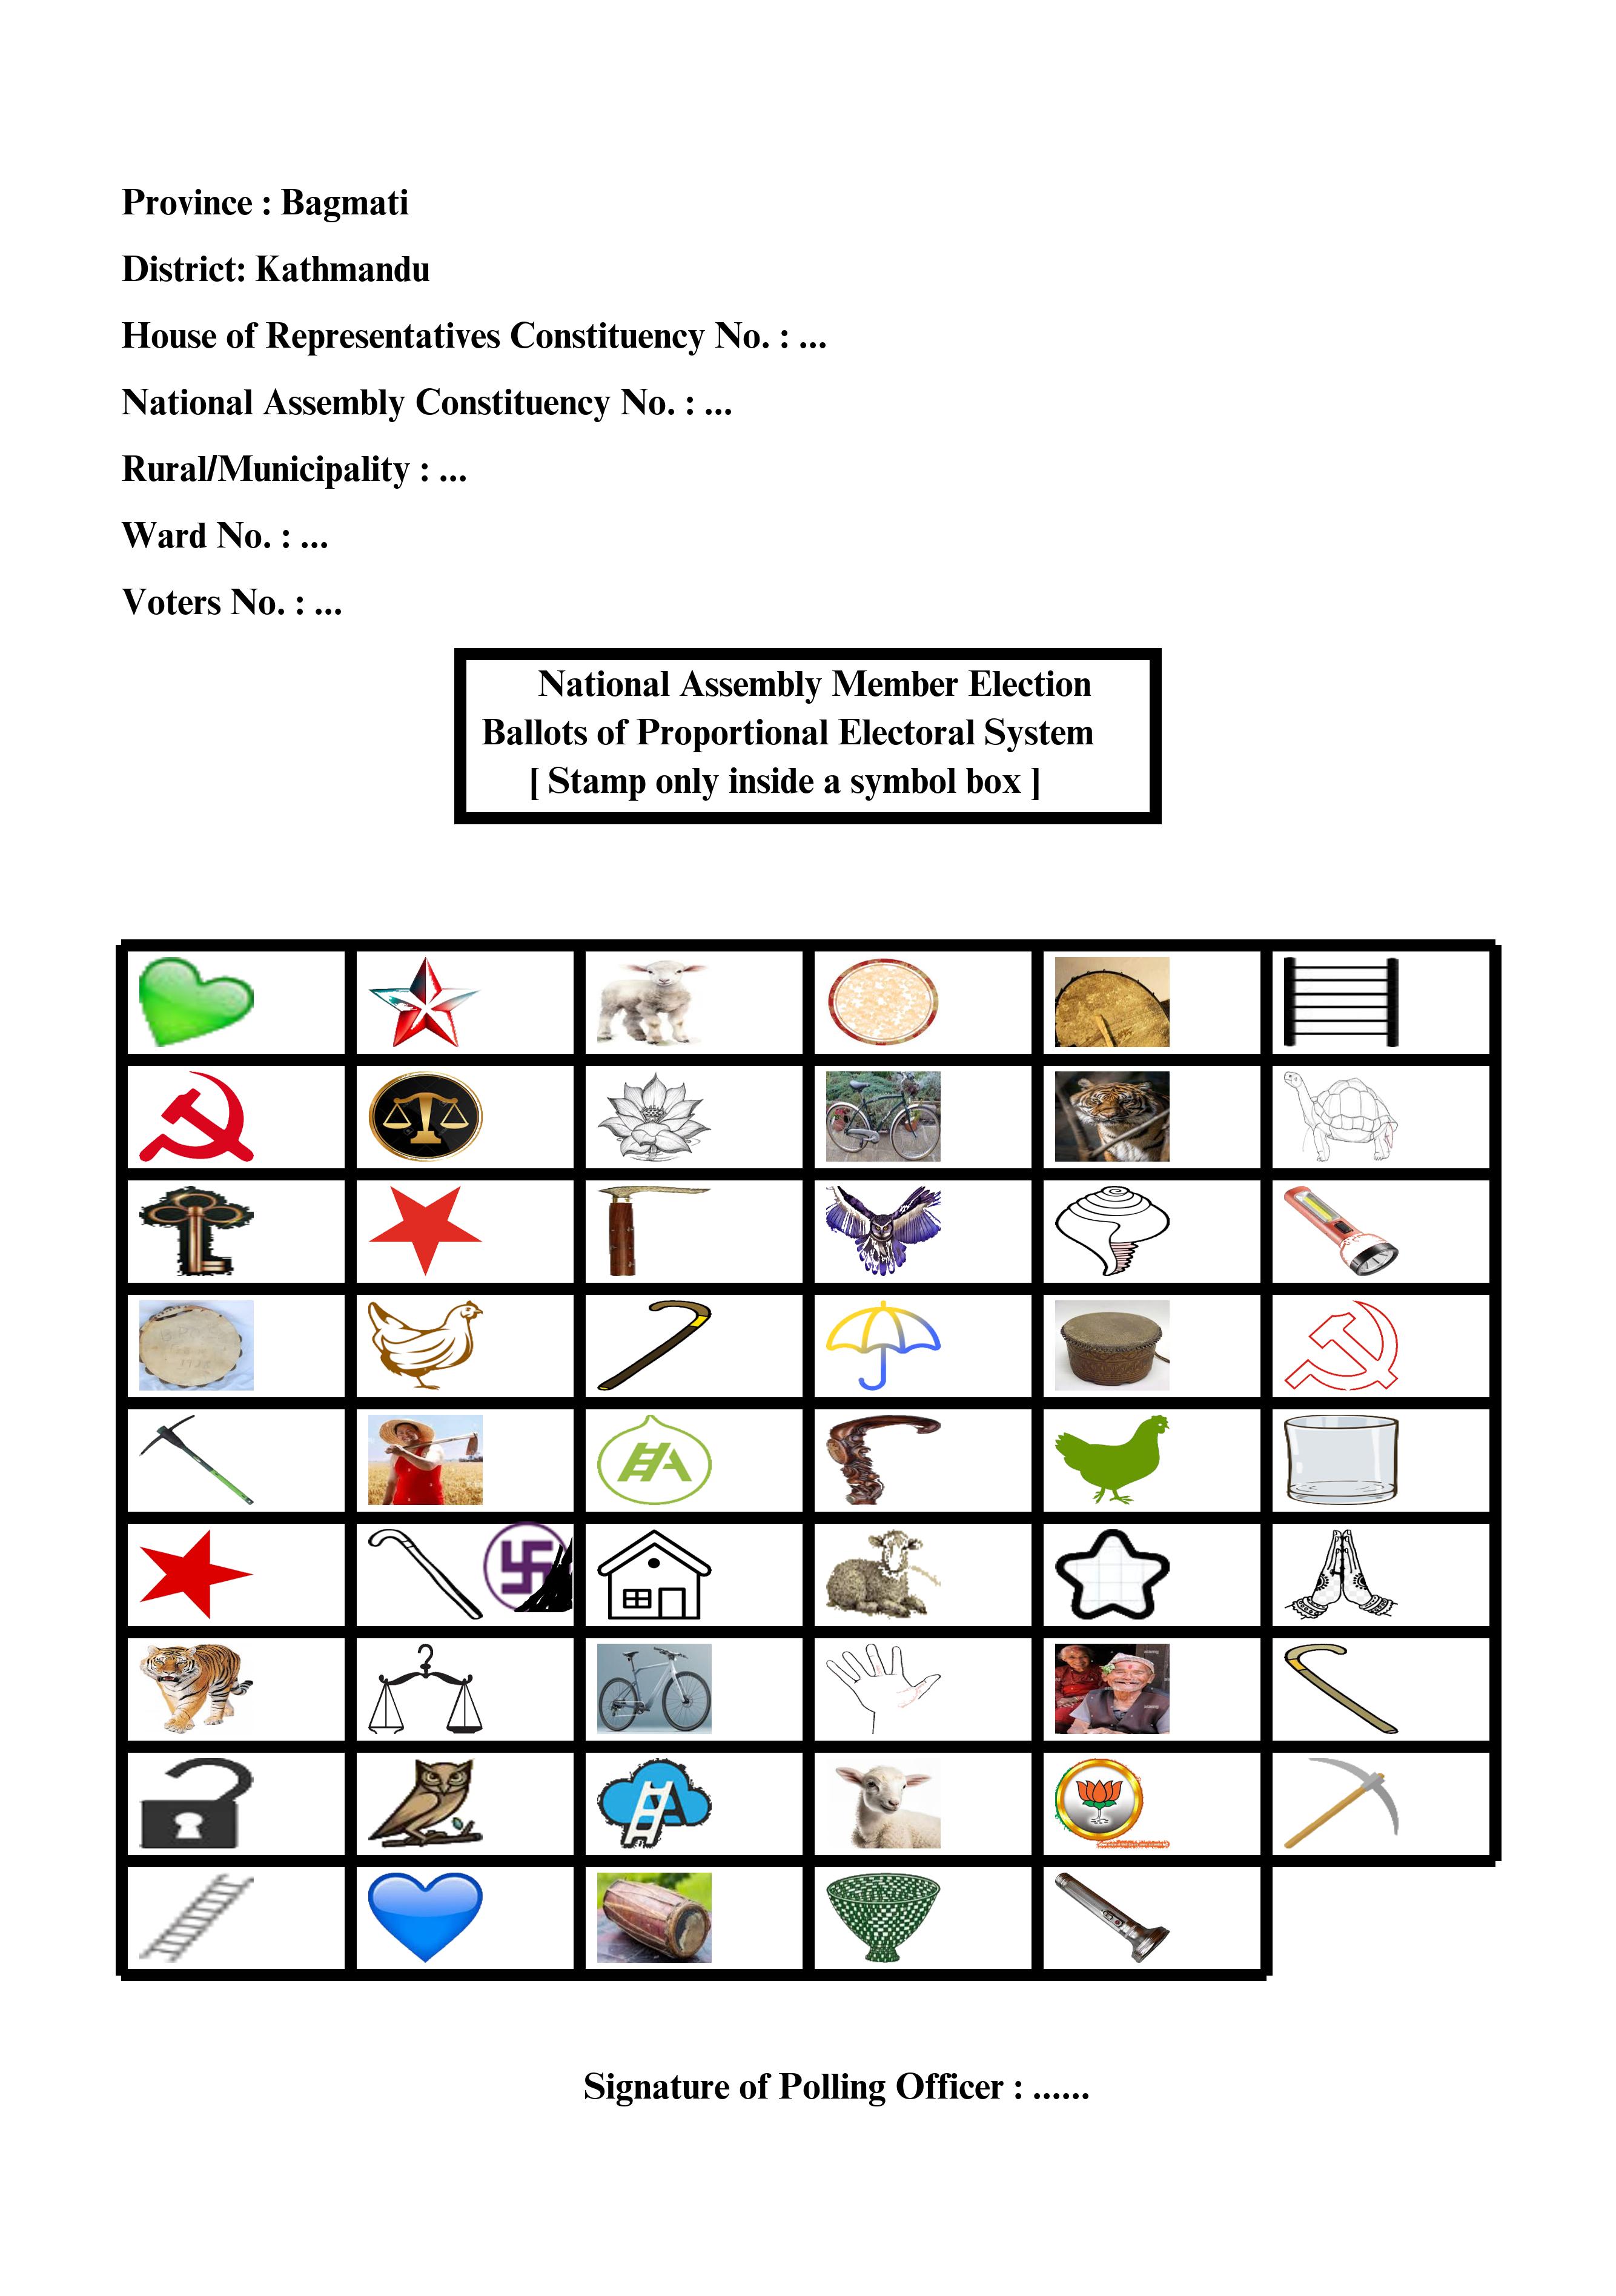 Province : Bagmati
District: Kathmandu
House of Representatives Constituency No. : ...
National Assembly Constituency No. : ...
Rural/Municipality : ...
Ward No. : ...
Voters No. : ...
National Assembly Member Election
Ballots of Proportional Electoral System
[ Stamp only inside a symbol box ]
Signature of Polling Officer : ......